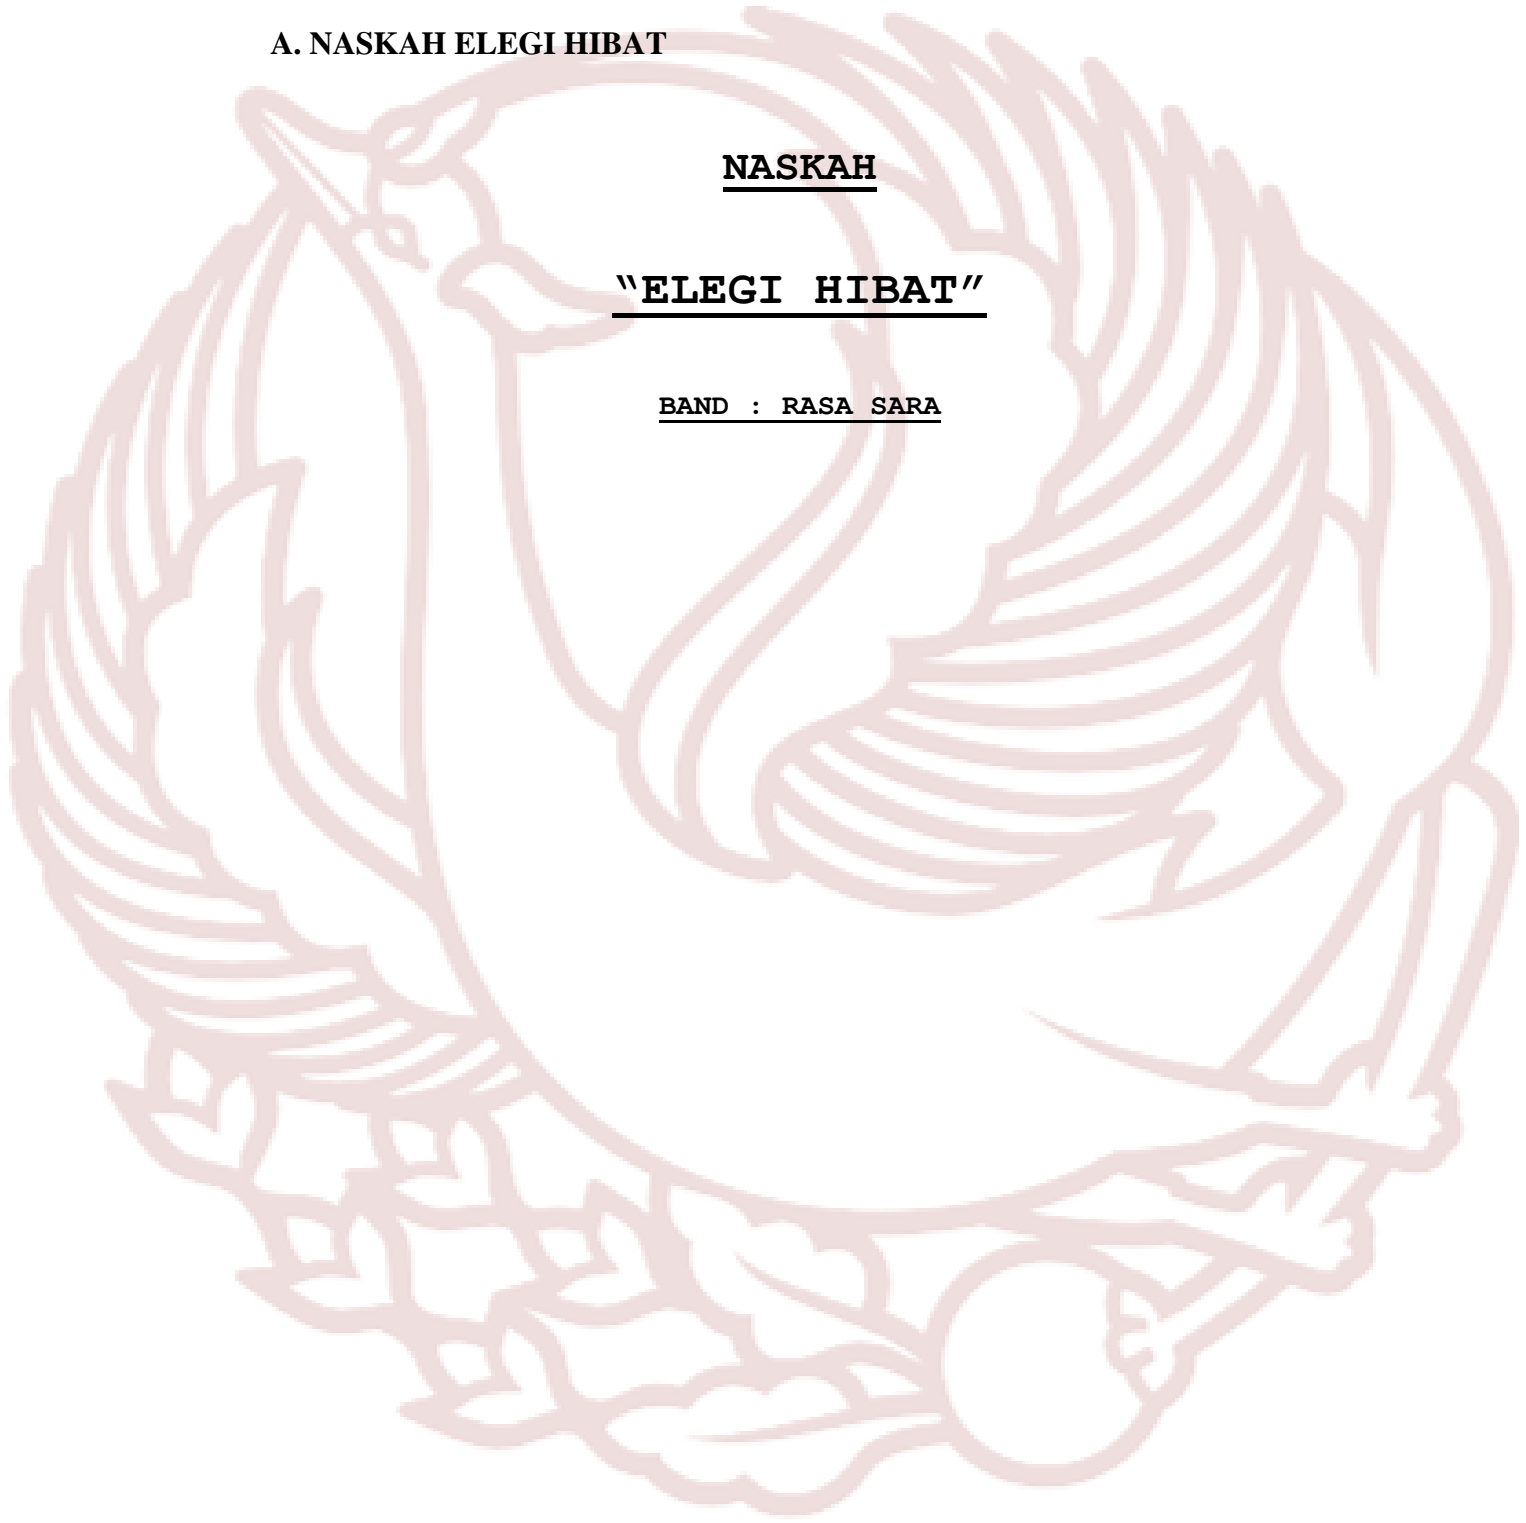 A. NASKAH ELEGI HIBAT
NASKAH
“ELEGI HIBAT”
BAND : RASA SARA